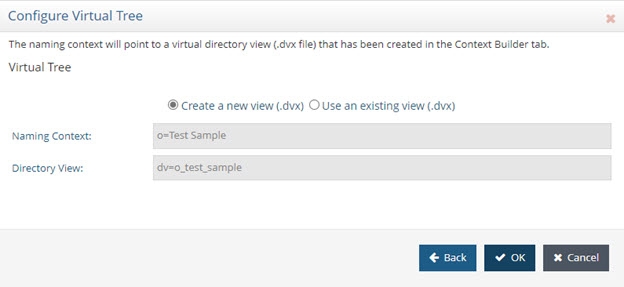 Configure Virtual Tree
The naming context will point to a virtual directory view (.dvx file) that has been created in the Context Builder tab.
Virtual Tree
Create a new view (.dvx) Use an existing view (.dvx)
Naming Context: o=Test Sample
Directory View: dv=o_test_sample
Back OK Cancel